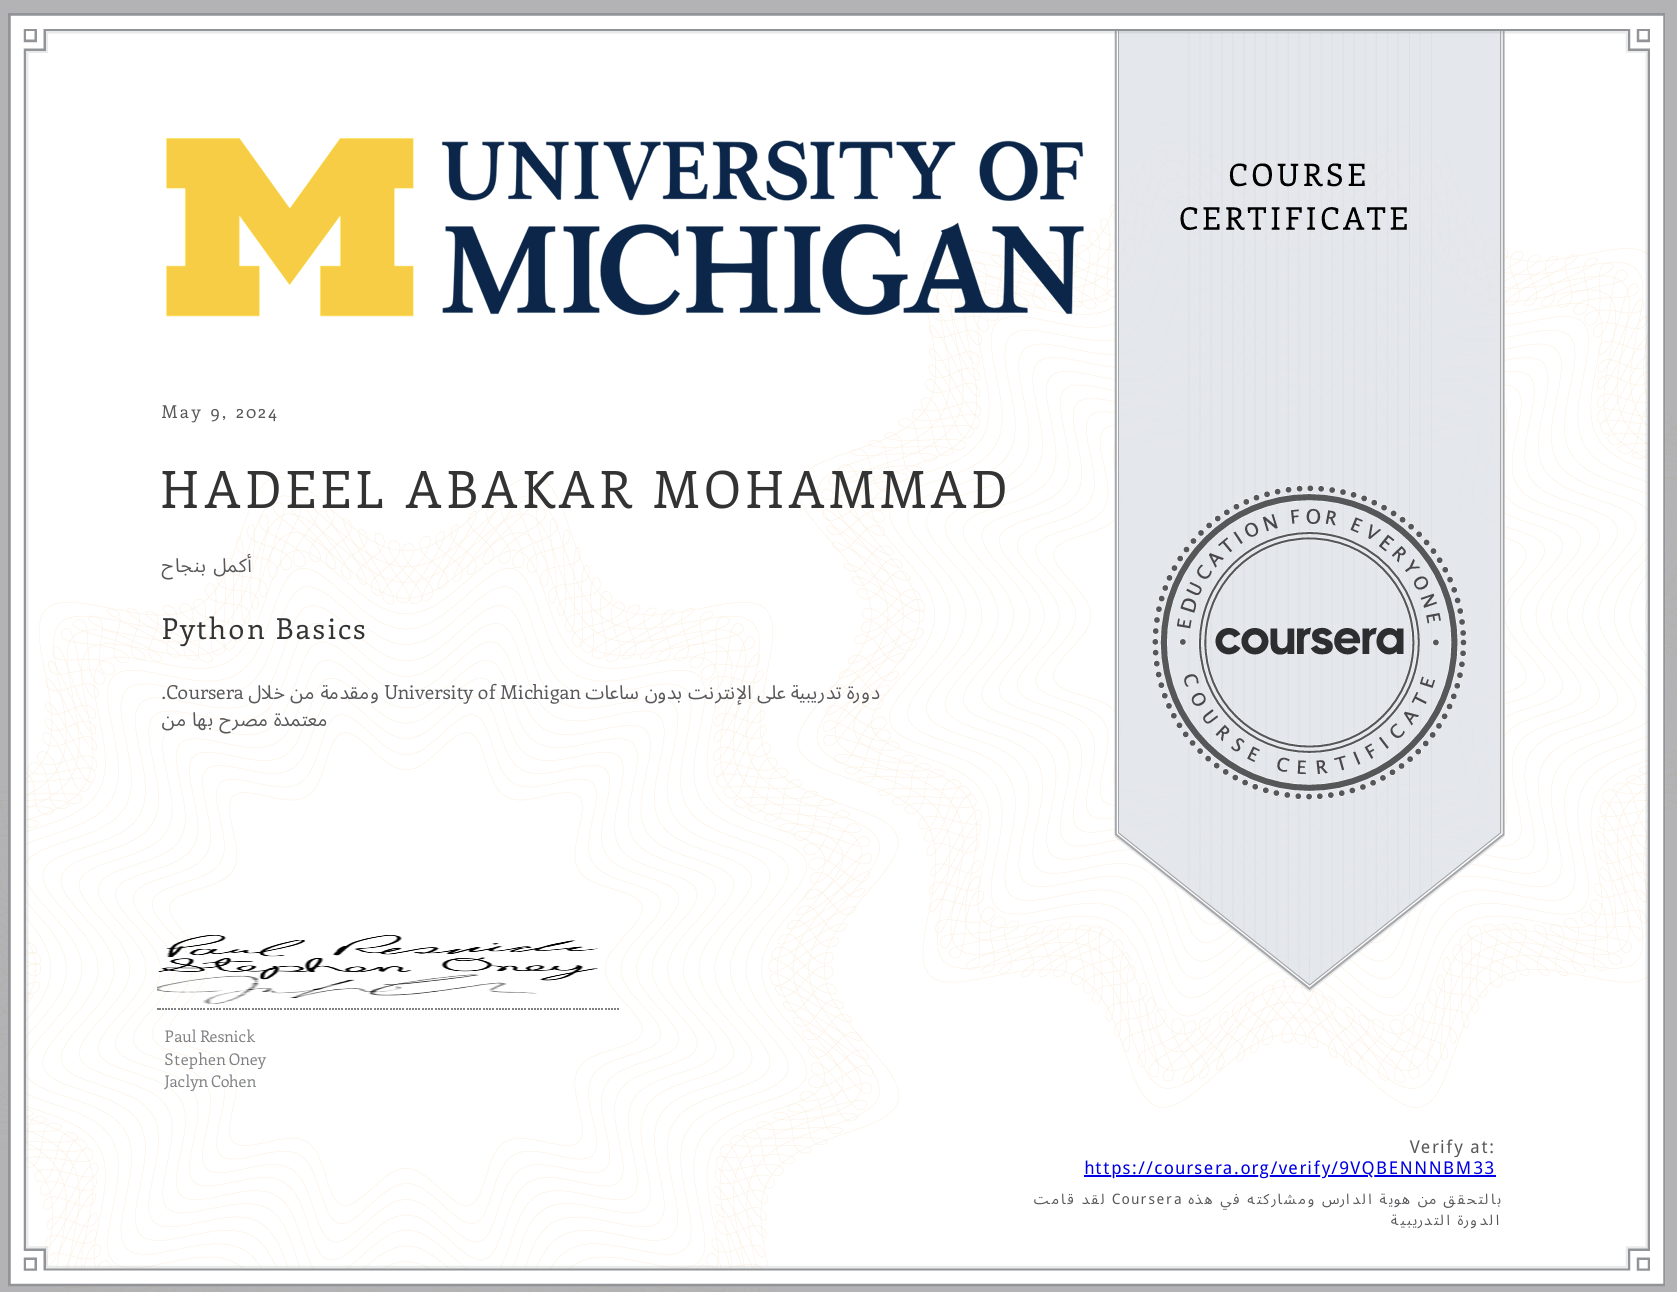 UNIVERSITY OF
MICHIGAN
COURSE
CERTIFICATE
May 9, 2024
HADEEL ABAKAR MOHAMMAD
أكمل بنجاح
Python Basics
دورة تدريبية على الإنترنت بدون ساعات University of Michigan ومقدمة من خلال Coursera.
معتمدة مصرح بها من
EDUCATION FOR EVERYONE
coursera
COURSE CERTIFICATE
Paul Resnick
Stephen Oney
Paul Resnick
Stephen Oney
Jaclyn Cohen
Verify at:
https://coursera.org/verify/9VQBENNNBM33
بالتحقق من هوية الدارس ومشاركته في هذه Coursera لقد قامت
الدورة التدريبية